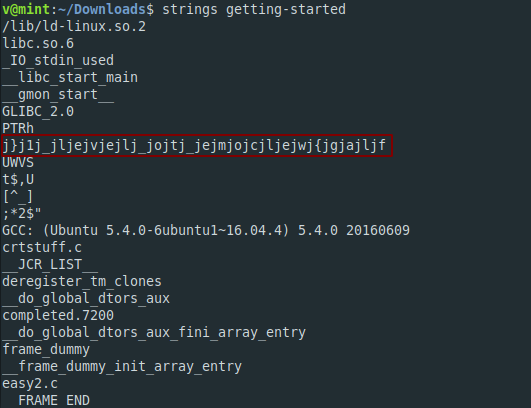 v@mint:~/Downloads$ strings getting-started
/lib/ld-linux.so.2
libc.so.6
_IO_stdin_used
__libc_start_main
__gmon_start__
GLIBC_2.0
PTRh
j}j1j_jljejvjejlj_jojtj_jejmjojcjljejwj{jgjajljf
UWVS
t$,U
[^_]
;*2$"
GCC: (Ubuntu 5.4.0-6ubuntu1~16.04.4) 5.4.0 20160609
crtstuff.c
__JCR_LIST__
deregister_tm_clones
__do_global_dtors_aux
completed.7200
__do_global_dtors_aux_fini_array_entry
frame_dummy
__frame_dummy_init_array_entry
easy2.c
__FRAME_END__